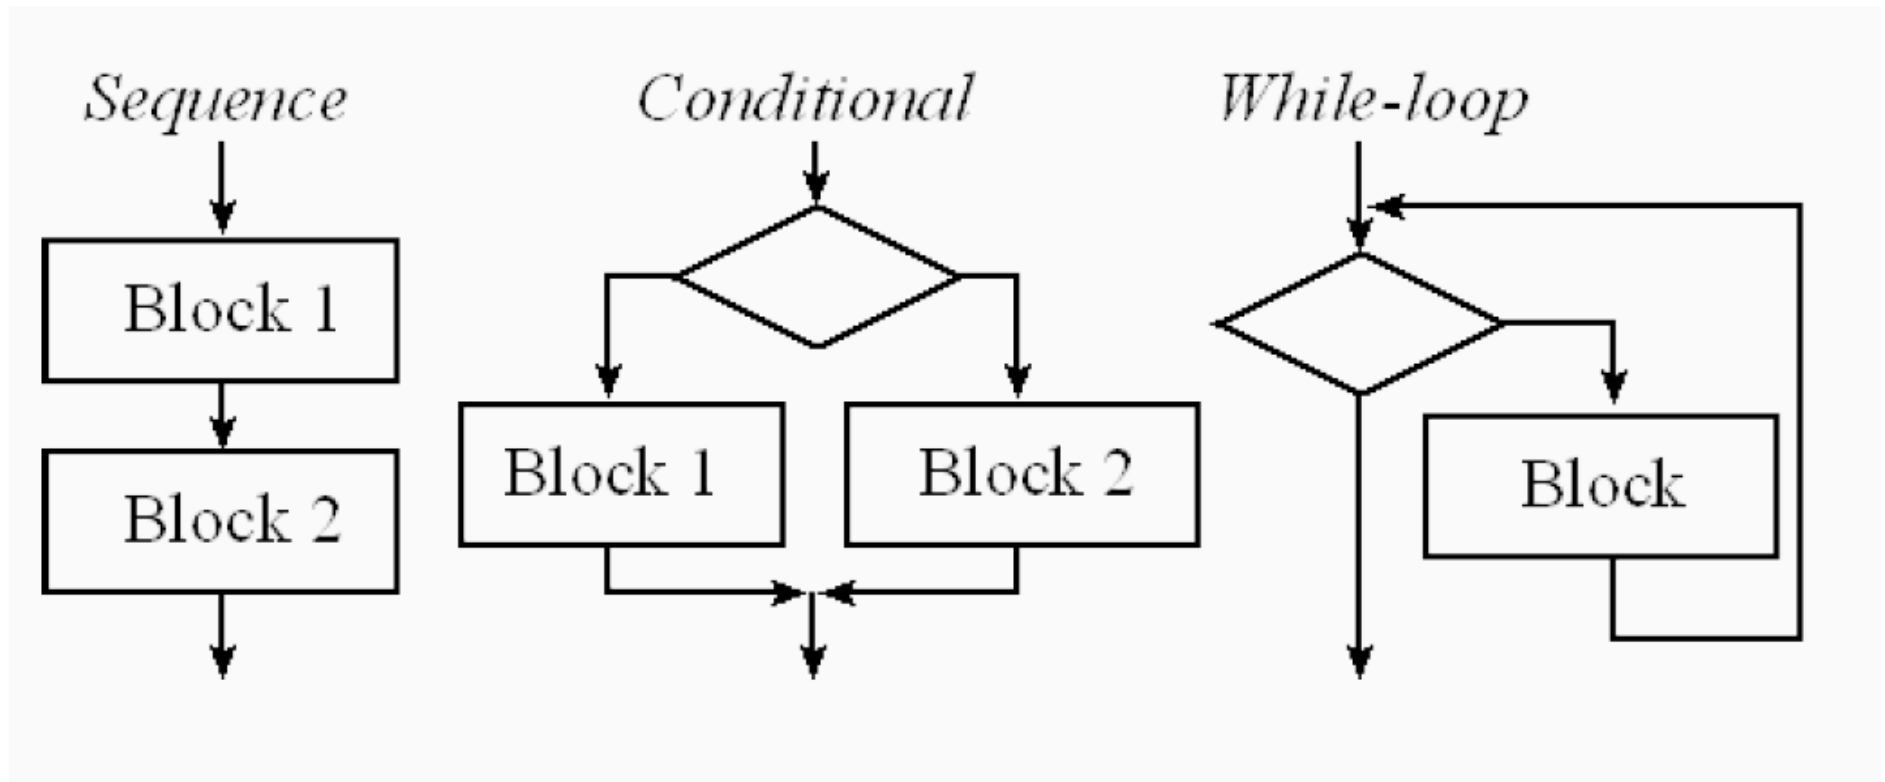 Sequence
Block 1
Block 2
Conditional
Block 1
Block 2
While-loop
Block